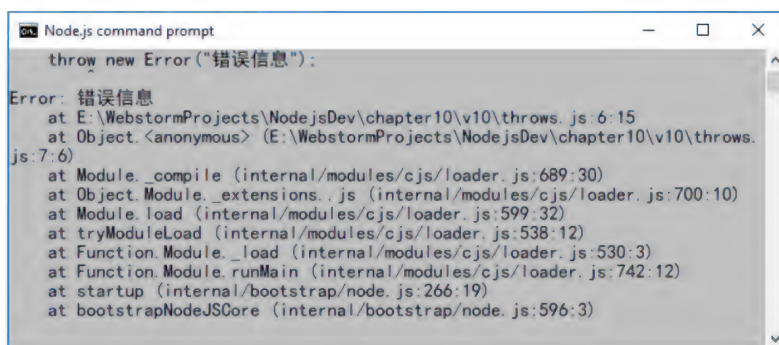 Node.js command prompt
throw new Error("错误信息");
^
Error: 错误信息
at E:\WebstormProjects\NodejsDev\chapter10\v10\throws.js:6:15
at Object.<anonymous> (E:\WebstormProjects\NodejsDev\chapter10\v10\throws.
js:7:6)
at Module._compile (internal/modules/cjs/loader.js:689:30)
at Object.Module._extensions..js (internal/modules/cjs/loader.js:700:10)
at Module.load (internal/modules/cjs/loader.js:599:32)
at tryModuleLoad (internal/modules/cjs/loader.js:538:12)
at Function.Module._load (internal/modules/cjs/loader.js:530:3)
at Function.Module.runMain (internal/modules/cjs/loader.js:742:12)
at startup (internal/bootstrap/node.js:266:19)
at bootstrapNodeJSCore (internal/bootstrap/node.js:596:3)